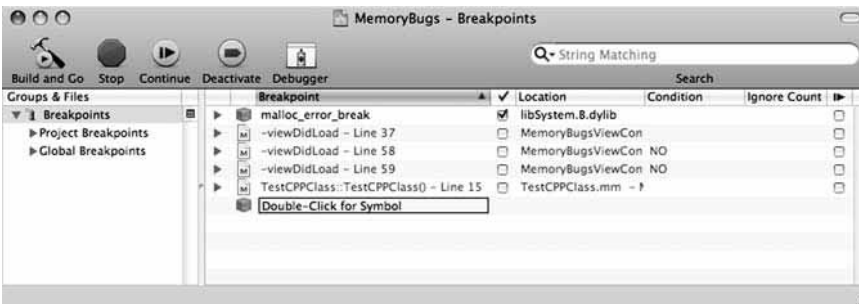 MemoryBugs - Breakpoints
Build and Go Stop Continue Deactivate Debugger
String Matching
Search
Groups & Files
Breakpoint Location Condition Ignore Count
Breakpoints
Project Breakpoints
Global Breakpoints
malloc_error_break libSystem.B.dylib
-viewDidLoad - Line 37 MemoryBugsViewCon
-viewDidLoad - Line 58 MemoryBugsViewCon NO
-viewDidLoad - Line 59 MemoryBugsViewCon NO
TestCPPClass::TestCPPClass() - Line 15 TestCPPClass.mm -
Double-Click for Symbol